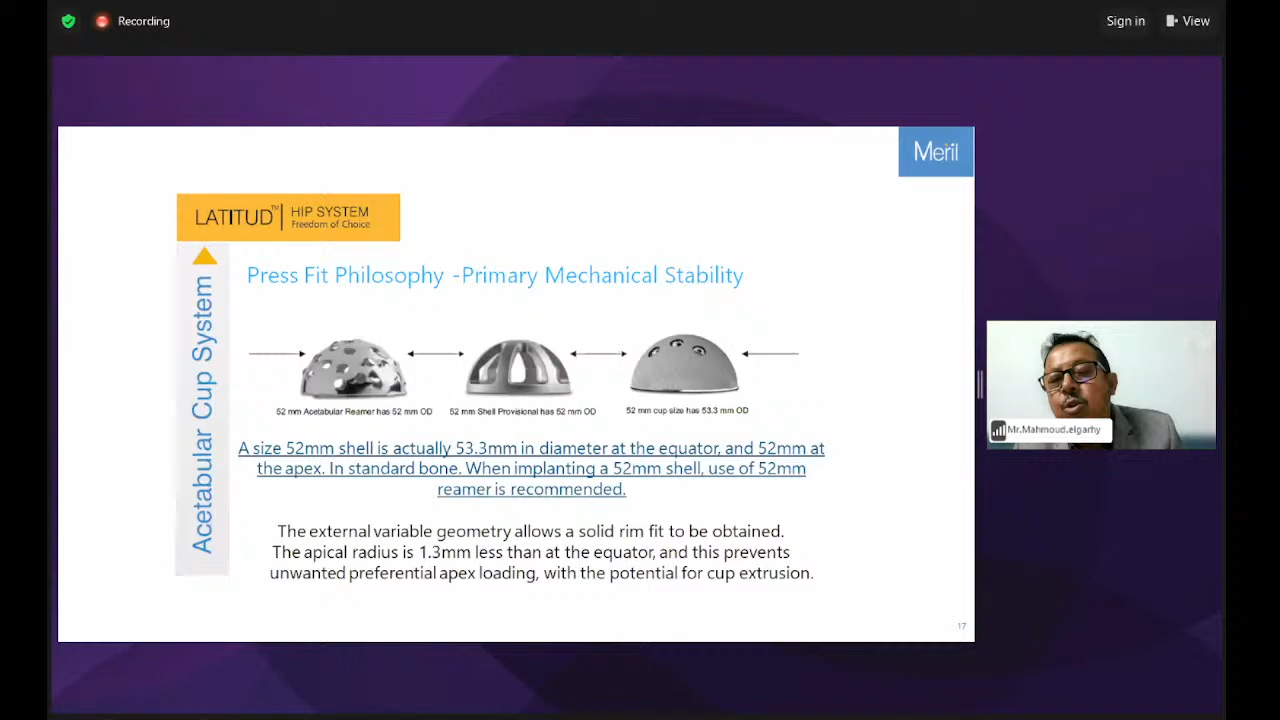 Recording
Sign in
View
Meril
LATITUD™ HIP SYSTEM
Freedom of Choice
Acetabular Cup System
Press Fit Philosophy -Primary Mechanical Stability
52 mm Acetabular Reamer has 52 mm OD
52 mm Shell Provisional has 52 mm OD
52 mm cup size has 53.3 mm OD
A size 52mm shell is actually 53.3mm in diameter at the equator, and 52mm at
the apex. In standard bone. When implanting a 52mm shell, use of 52mm
reamer is recommended.
The external variable geometry allows a solid rim fit to be obtained.
The apical radius is 1.3mm less than at the equator, and this prevents
unwanted preferential apex loading, with the potential for cup extrusion.
17
Mr.Mahmoud.elgarhy